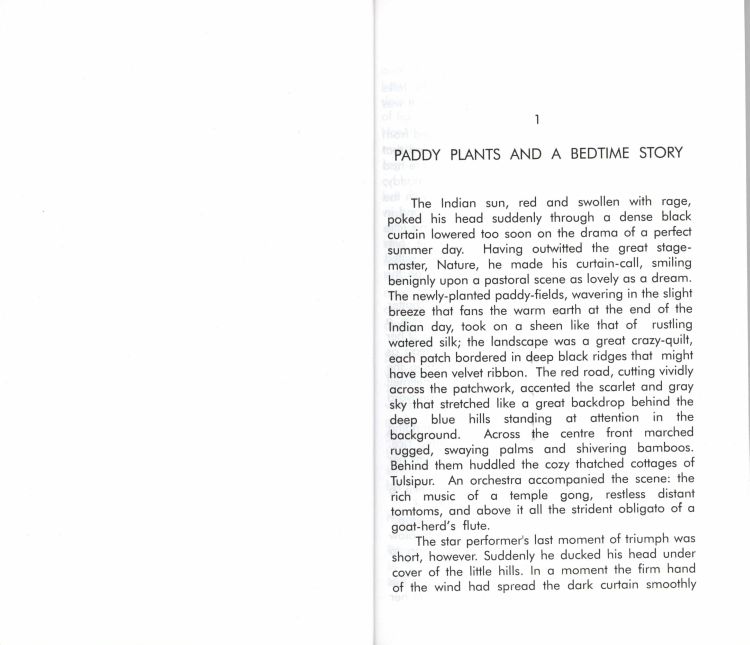 1
PADDY PLANTS AND A BEDTIME STORY
The Indian sun, red and swollen with rage,
poked his head suddenly through a dense black
curtain lowered too soon on the drama of a perfect
summer day. Having outwitted the great stage-
master, Nature, he made his curtain-call, smiling
benignly upon a pastoral scene as lovely as a dream.
The newly-planted paddy-fields, wavering in the slight
breeze that fans the warm earth at the end of the
Indian day, took on a sheen like that of rustling
watered silk; the landscape was a great crazy-quilt,
each patch bordered in deep black ridges that might
have been velvet ribbon. The red road, cutting vividly
across the patchwork, accented the scarlet and gray
sky that stretched like a great backdrop behind the
deep blue hills standing at attention in the
background. Across the centre front marched
rugged, swaying palms and shivering bamboos.
Behind them huddled the cozy thatched cottages of
Tulsipur. An orchestra accompanied the scene: the
rich music of a temple gong, restless distant
tomtoms, and above it all the strident obligato of a
goat-herd's flute.
The star performer's last moment of triumph was
short, however. Suddenly he ducked his head under
cover of the little hills. In a moment the firm hand
of the wind had spread the dark curtain smoothly